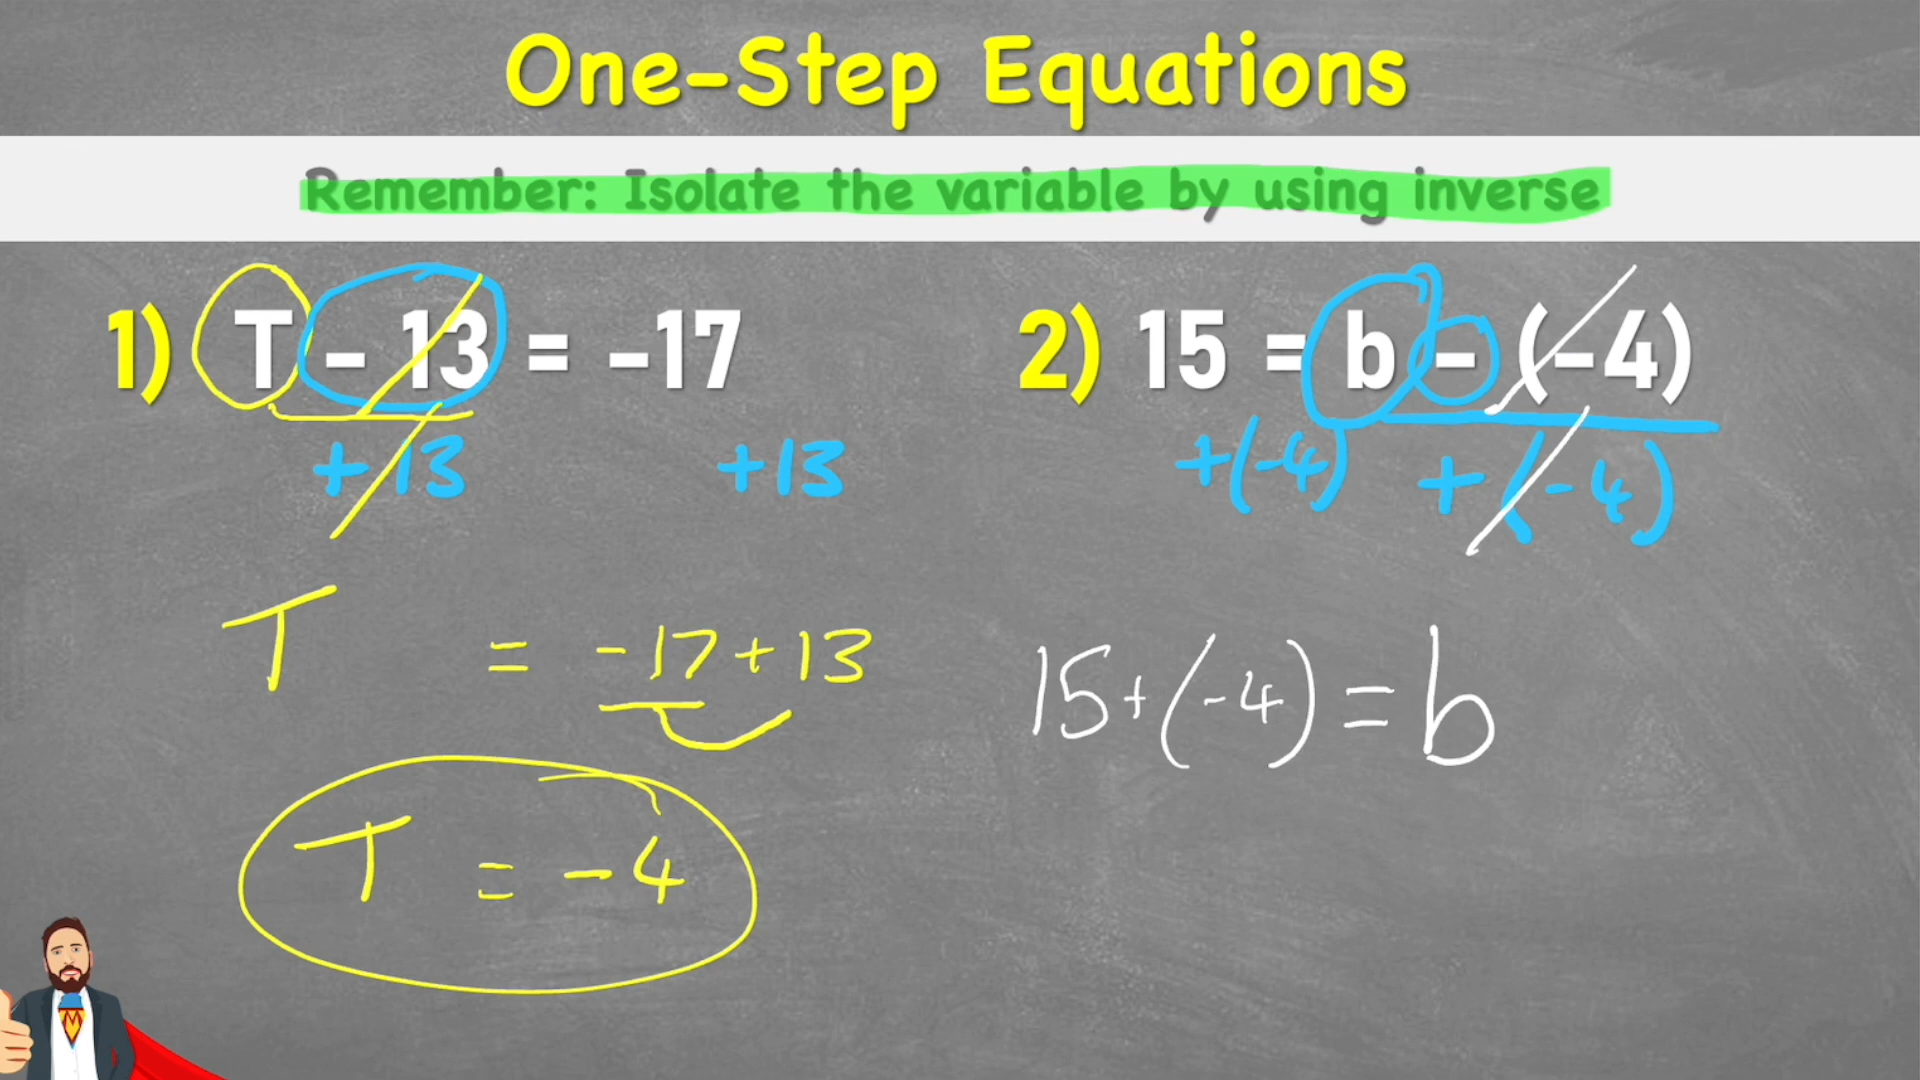 One-Step Equations
Remember: Isolate the variable by using inverse
1) T - 13 = -17
+13 +13
T = -17+13
T = -4
2) 15 = b - (-4)
+(-4) +(-4)
15+(-4)=b
M